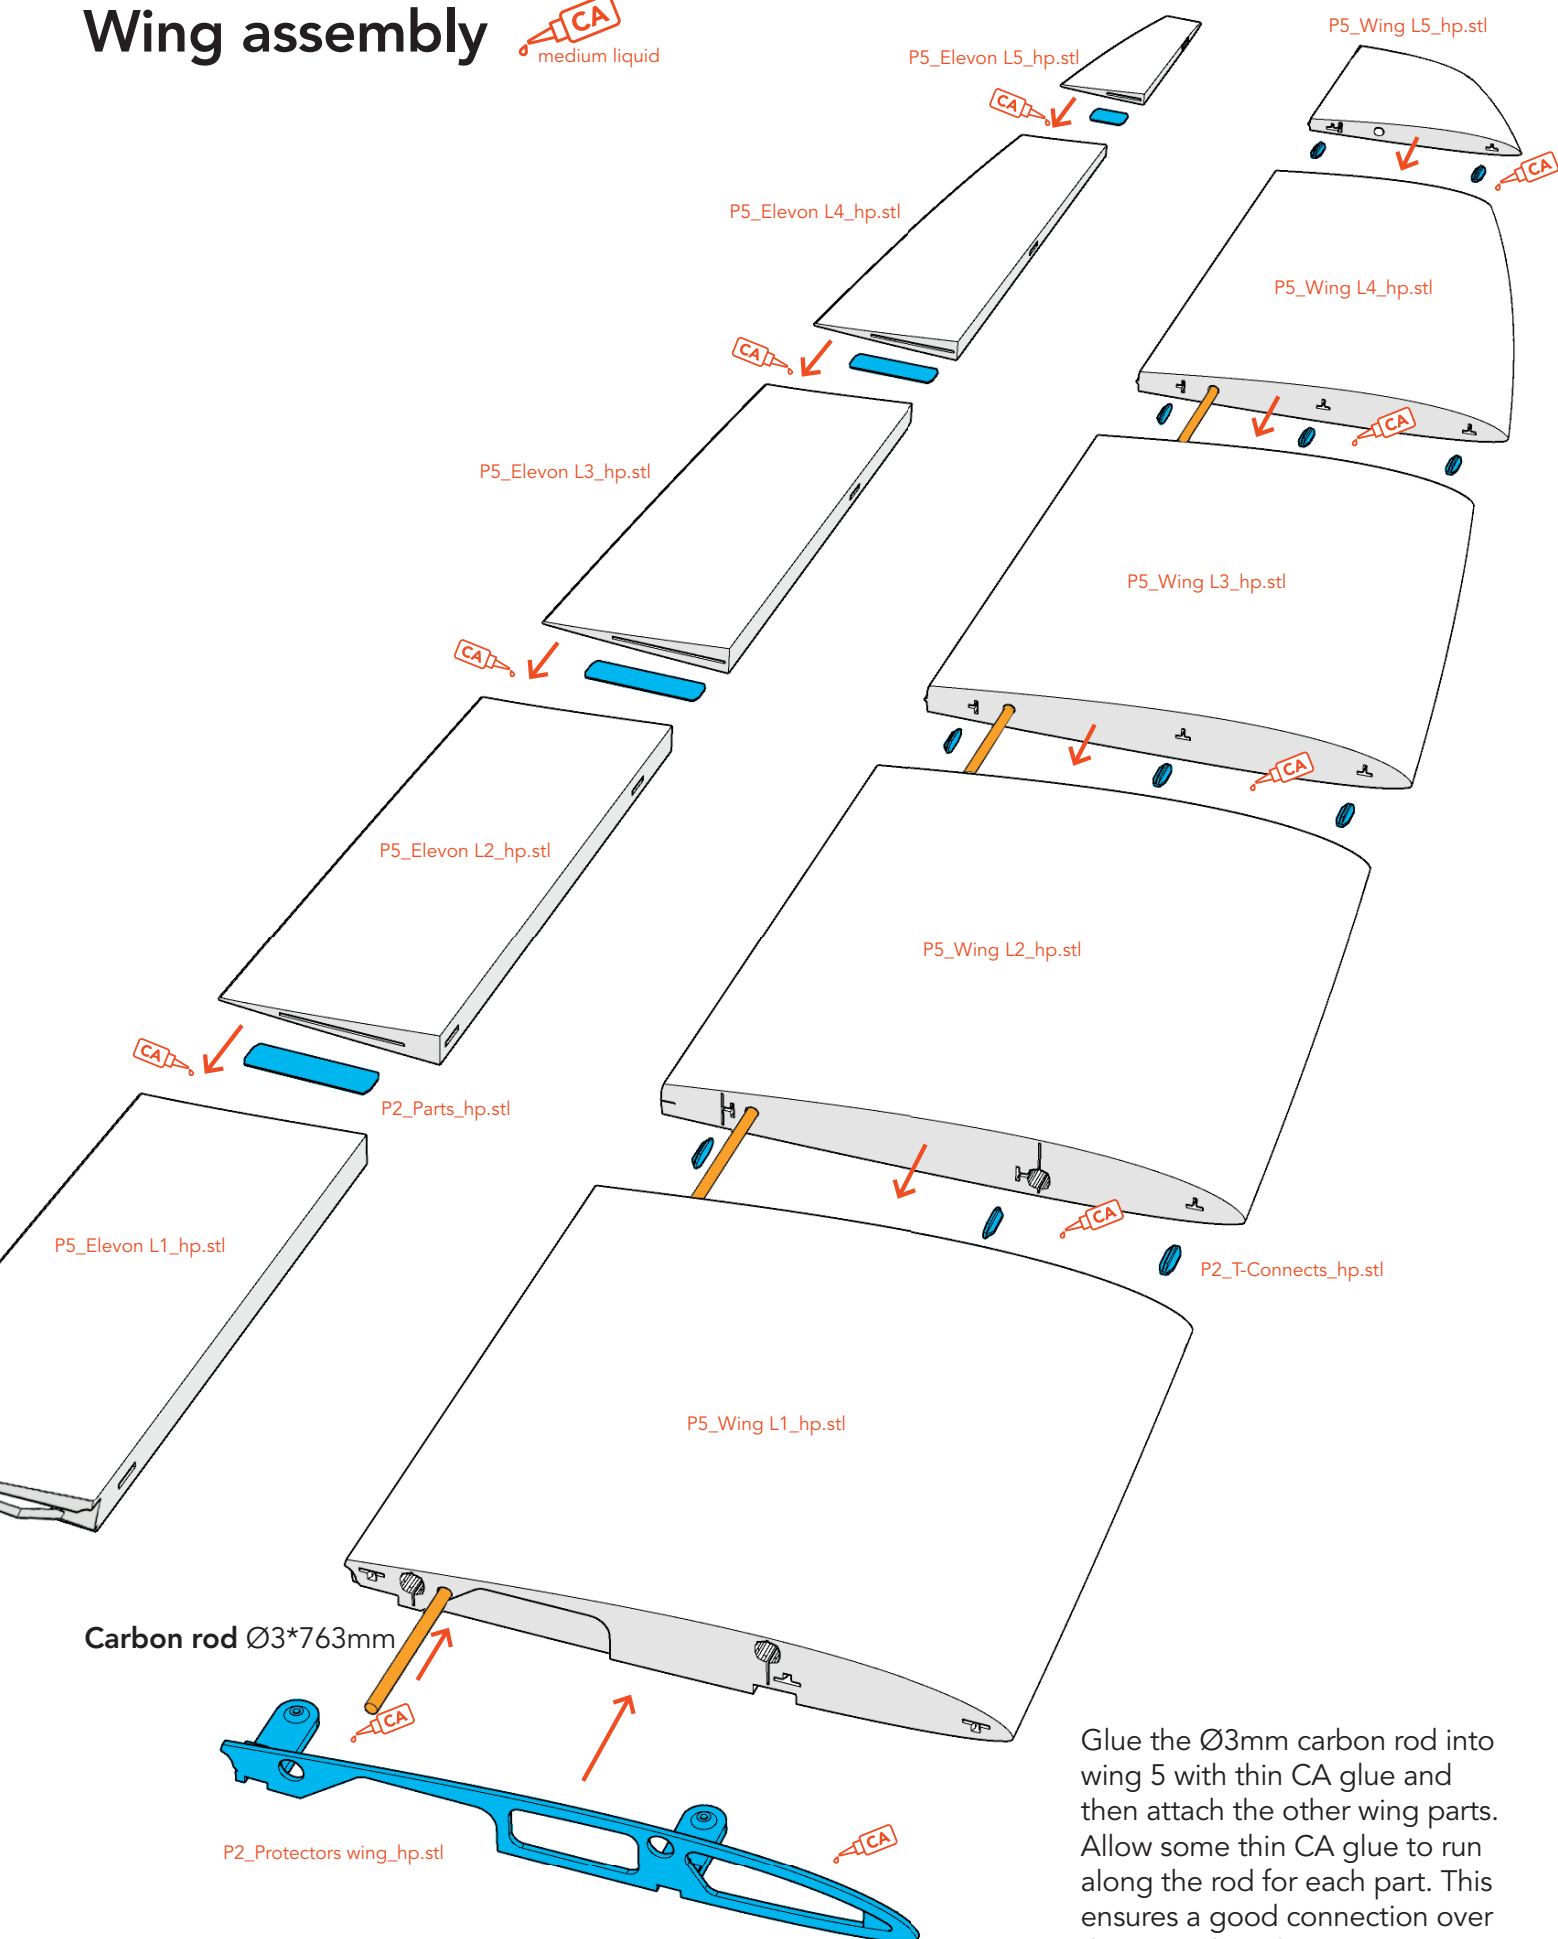 Wing assembly
CA
medium liquid
P5_Elevon L5_hp.stl
P5_Wing L5_hp.stl
CA
CA
P5_Elevon L4_hp.stl
P5_Wing L4_hp.stl
CA
CA
P5_Elevon L3_hp.stl
P5_Wing L3_hp.stl
CA
CA
P5_Elevon L2_hp.stl
P5_Wing L2_hp.stl
CA
P2_Parts_hp.stl
CA
P5_Elevon L1_hp.stl
P2_T-Connects_hp.stl
P5_Wing L1_hp.stl
Carbon rod Ø3*763mm
CA
P2_Protectors wing_hp.stl
CA
Glue the Ø3mm carbon rod into
wing 5 with thin CA glue and
then attach the other wing parts.
Allow some thin CA glue to run
along the rod for each part. This
ensures a good connection over